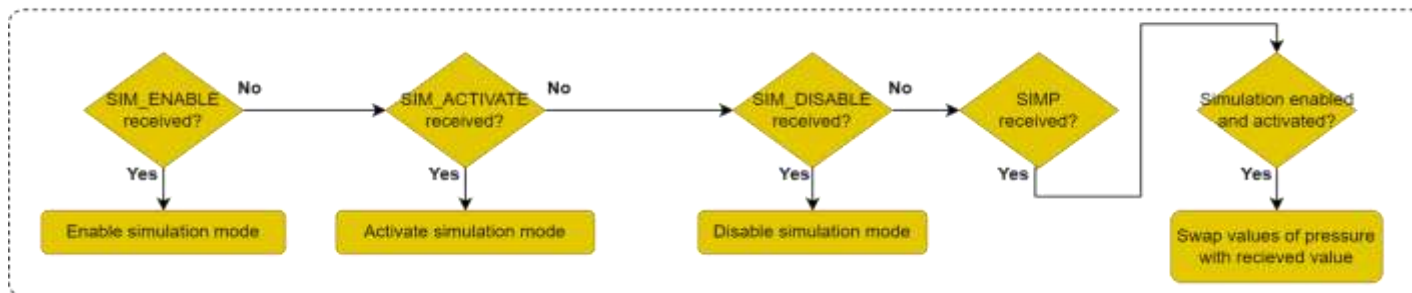 SIM_ENABLE
received?
No
SIM_ACTIVATE
received?
No
SIM_DISABLE
received?
No
SIMP
received?
Simulation enabled
and activated?
Yes
Yes
Yes
Yes
Yes
Enable simulation mode
Activate simulation mode
Disable simulation mode
Swap values of pressure
with recieved value